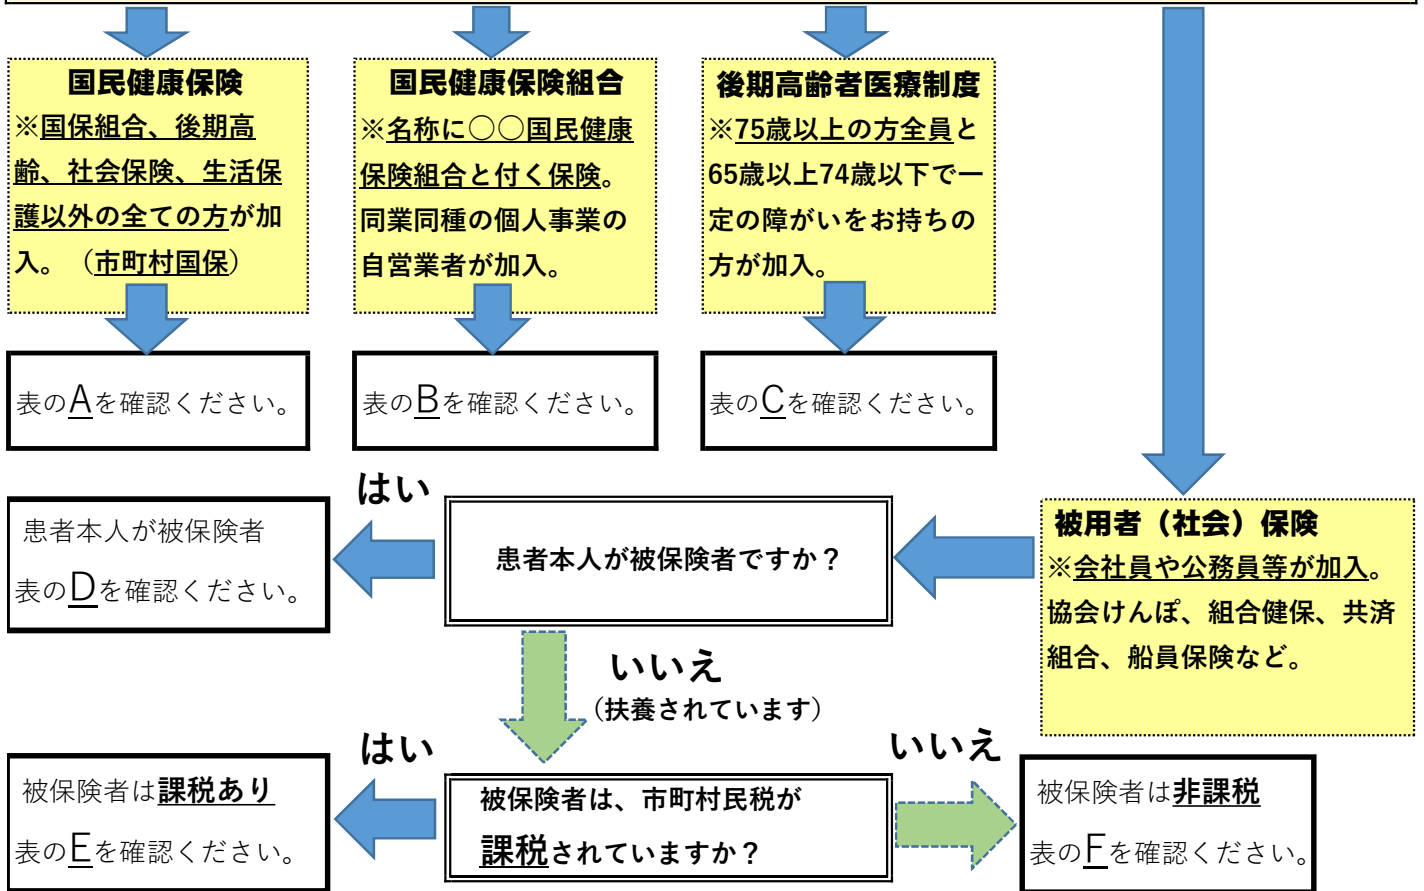 国民健康保険
※国保組合、後期高
齢、社会保険、生活保
護以外の全ての方が加
入。（市町村国保）
国民健康保険組合
※名称に○○国民健康
保険組合と付く保険。
同業同種の個人事業の
自営業者が加入。
後期高齢者医療制度
※75歳以上の方全員と
65歳以上74歳以下で一
定の障がいをお持ちの
方が加入。
表のAを確認ください。
表のBを確認ください。
表のCを確認ください。
被用者（社会）保険
※会社員や公務員等が加入。
協会けんぽ、組合健保、共済
組合、船員保険など。
患者本人が被保険者ですか？
はい
患者本人が被保険者
表のDを確認ください。
いいえ
（扶養されています）
被保険者は、市町村民税が
課税されていますか？
はい
被保険者は課税あり
表のEを確認ください。
いいえ
被保険者は非課税
表のFを確認ください。